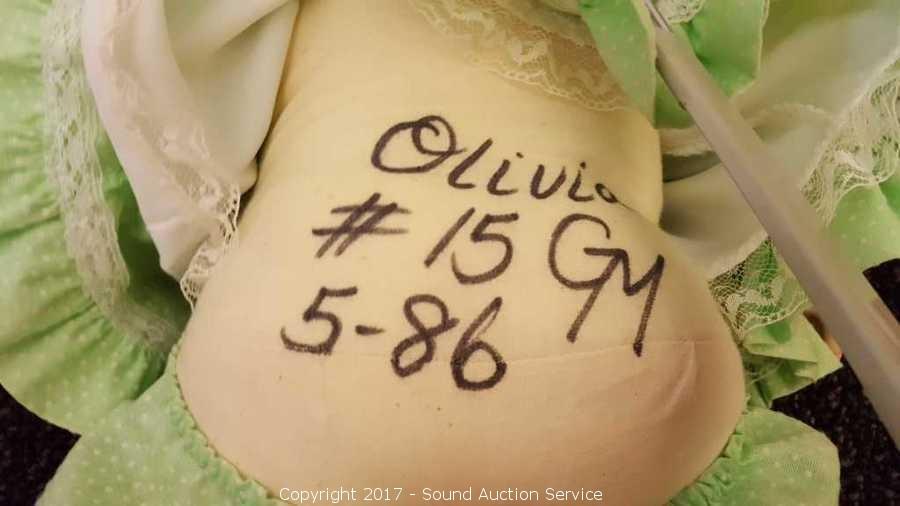 Olivia
# 15 GM
5-86
Copyright 2017 - Sound Auction Service